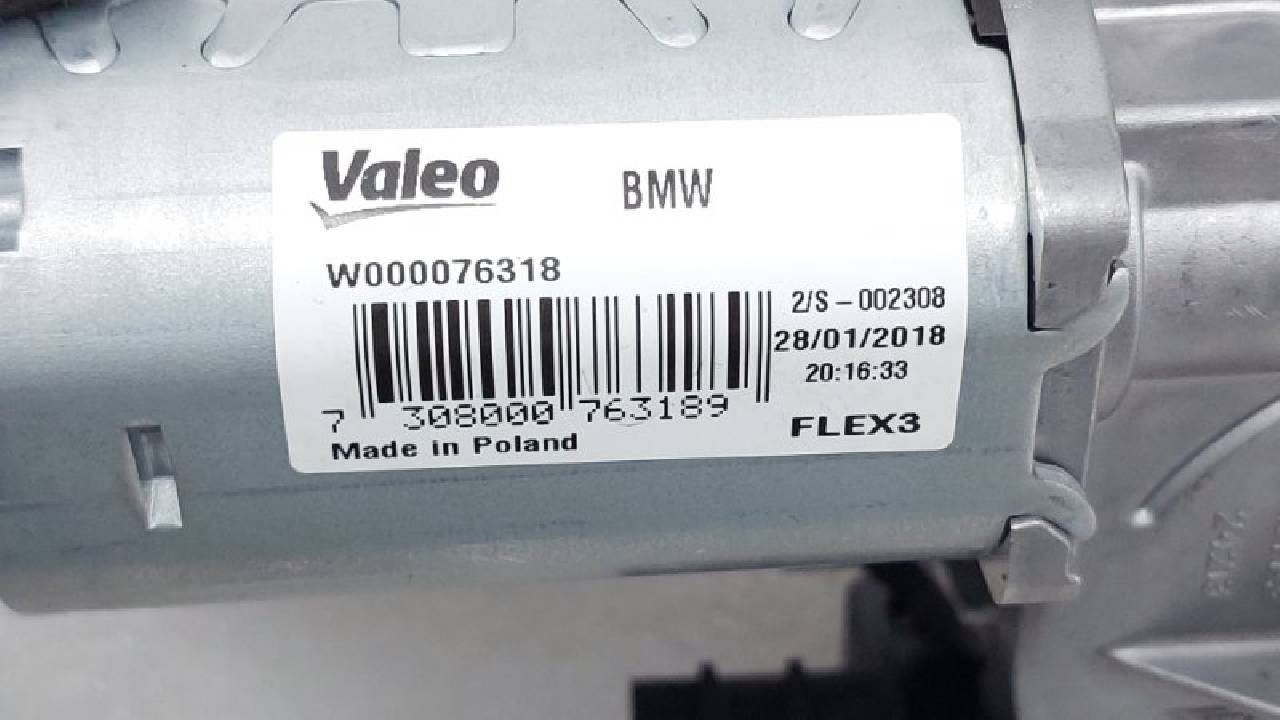 Valeo BMW
W000076318
2/S-002308
28/01/2018
20:16:33
7 308000 763189
FLEX3
Made in Poland